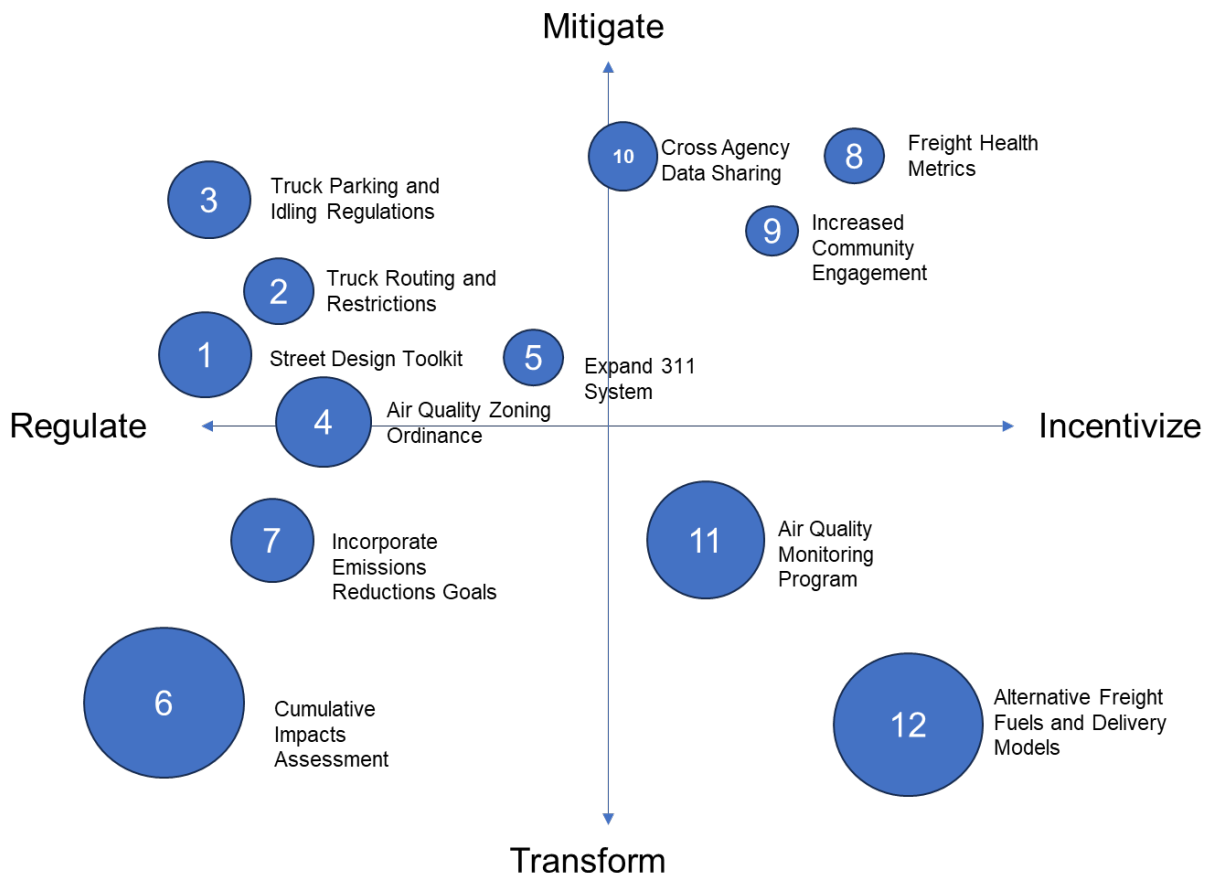 Mitigate
10
Cross Agency
Data Sharing
8
Freight Health
Metrics
3
Truck Parking and
Idling Regulations
9
Increased
Community
Engagement
2
Truck Routing and
Restrictions
1
Street Design Toolkit
5
Expand 311
System
Regulate
4
Air Quality Zoning
Ordinance
Incentivize
7
Incorporate
Emissions
Reductions Goals
11
Air Quality
Monitoring
Program
6
Cumulative
Impacts
Assessment
12
Alternative Freight
Fuels and Delivery
Models
Transform